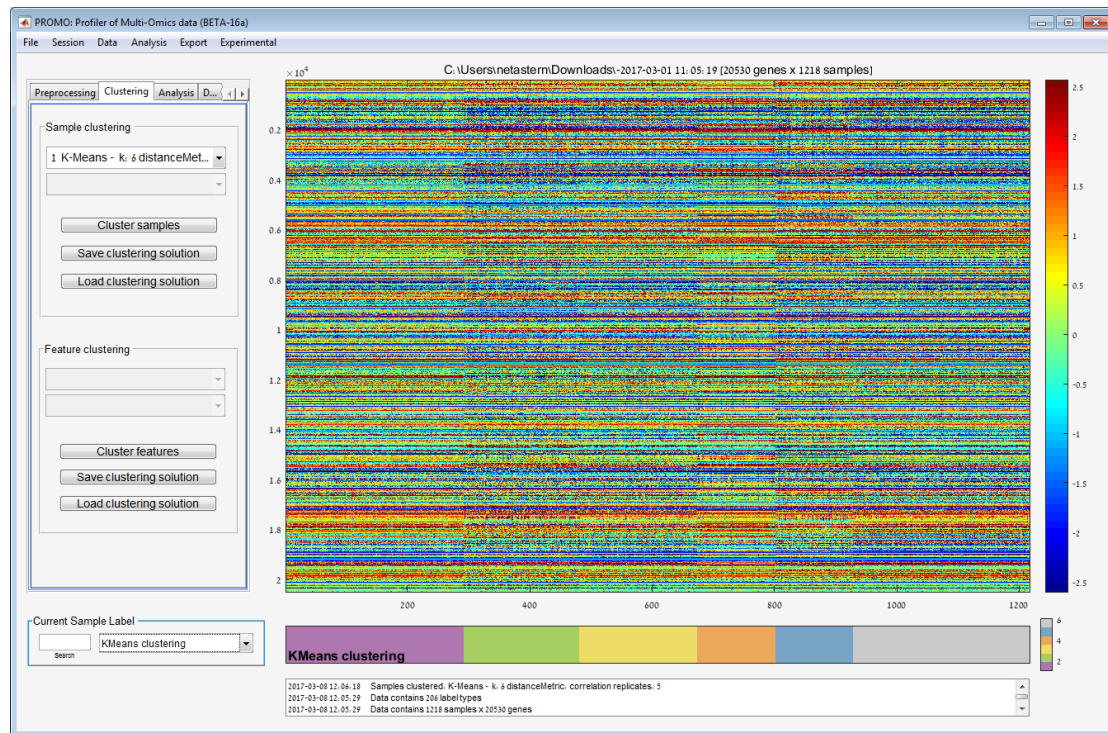 PROMO: Profiler of Multi-Omics data (BETA-16a)
File Session Data Analysis Export Experimental
Preprocessing Clustering Analysis D...
Sample clustering
1 K-Means - k: 6 distanceMet...
Cluster samples
Save clustering solution
Load clustering solution
Feature clustering
Cluster features
Save clustering solution
Load clustering solution
Current Sample Label
Search
KMeans clustering
×10⁴
C:\Users\netastern\Downloads\-2017-03-01 11:05:19 [20530 genes x 1218 samples]
0.2
0.4
0.6
0.8
1
1.2
1.4
1.6
1.8
2
200 400 600 800 1000 1200
2.5
2
1.5
1
0.5
0
-0.5
-1
-1.5
-2
-2.5
KMeans clustering
6
4
2
2017-03-08 12:06:18 Samples clustered: K-Means - k: 6 distanceMetric: correlation replicates: 5
2017-03-08 12:05:29 Data contains 206 label types
2017-03-08 12:05:29 Data contains 1218 samples x 20530 genes